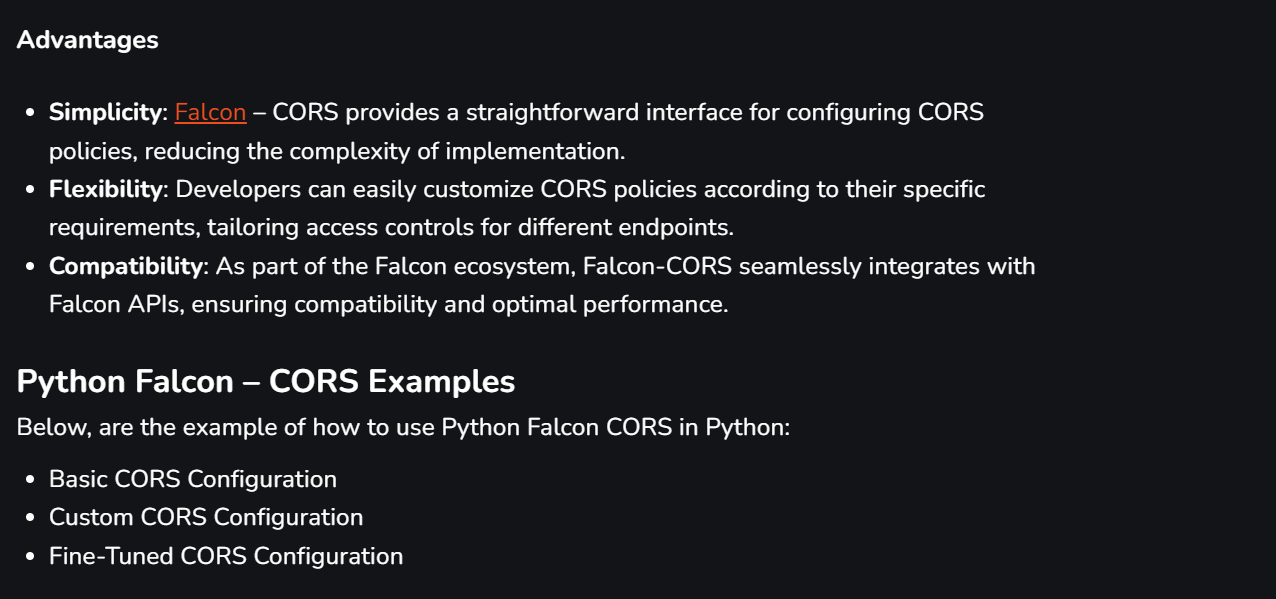 Advantages
• Simplicity: Falcon – CORS provides a straightforward interface for configuring CORS
policies, reducing the complexity of implementation.
• Flexibility: Developers can easily customize CORS policies according to their specific
requirements, tailoring access controls for different endpoints.
• Compatibility: As part of the Falcon ecosystem, Falcon-CORS seamlessly integrates with
Falcon APIs, ensuring compatibility and optimal performance.
Python Falcon – CORS Examples
Below, are the example of how to use Python Falcon CORS in Python:
• Basic CORS Configuration
• Custom CORS Configuration
• Fine-Tuned CORS Configuration